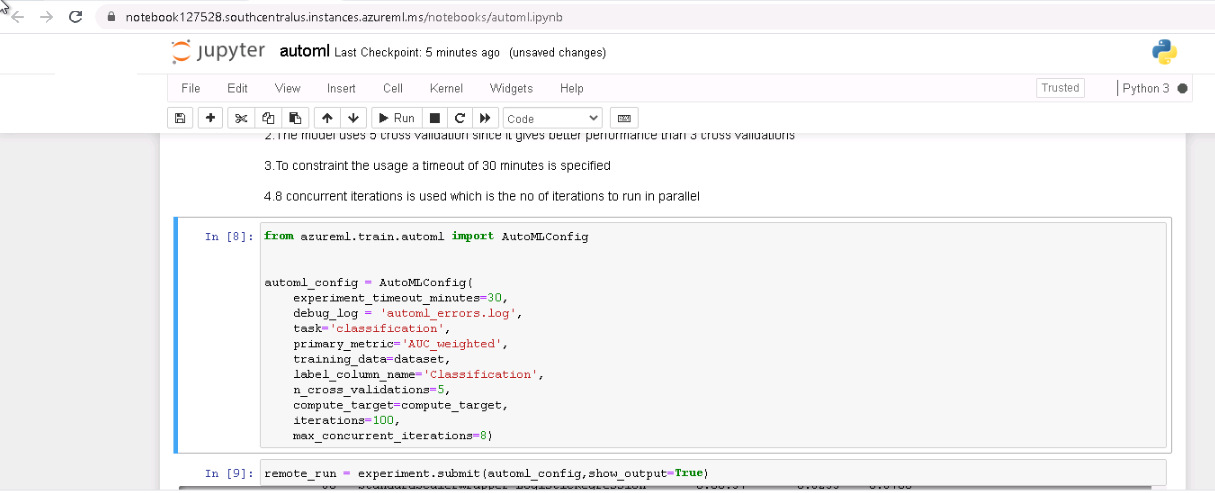 notebook127528.southcentralus.instances.azureml.ms/notebooks/automl.ipynb
jupyter automl Last Checkpoint: 5 minutes ago (unsaved changes)
File Edit View Insert Cell Kernel Widgets Help Trusted Python 3
Run Code
2.The model uses 5 cross validation since it gives better performance than 3 cross validations
3.To constraint the usage a timeout of 30 minutes is specified
4.8 concurrent iterations is used which is the no of iterations to run in parallel
In [8]: from azureml.train.automl import AutoMLConfig
automl_config = AutoMLConfig(
experiment_timeout_minutes=30,
debug_log = 'automl_errors.log',
task='classification',
primary_metric='AUC_weighted',
training_data=dataset,
label_column_name='Classification',
n_cross_validations=5,
compute_target=compute_target,
iterations=100,
max_concurrent_iterations=8)
In [9]: remote_run = experiment.submit(automl_config,show_output=True)
StandardScalerWrapper LogisticRegression